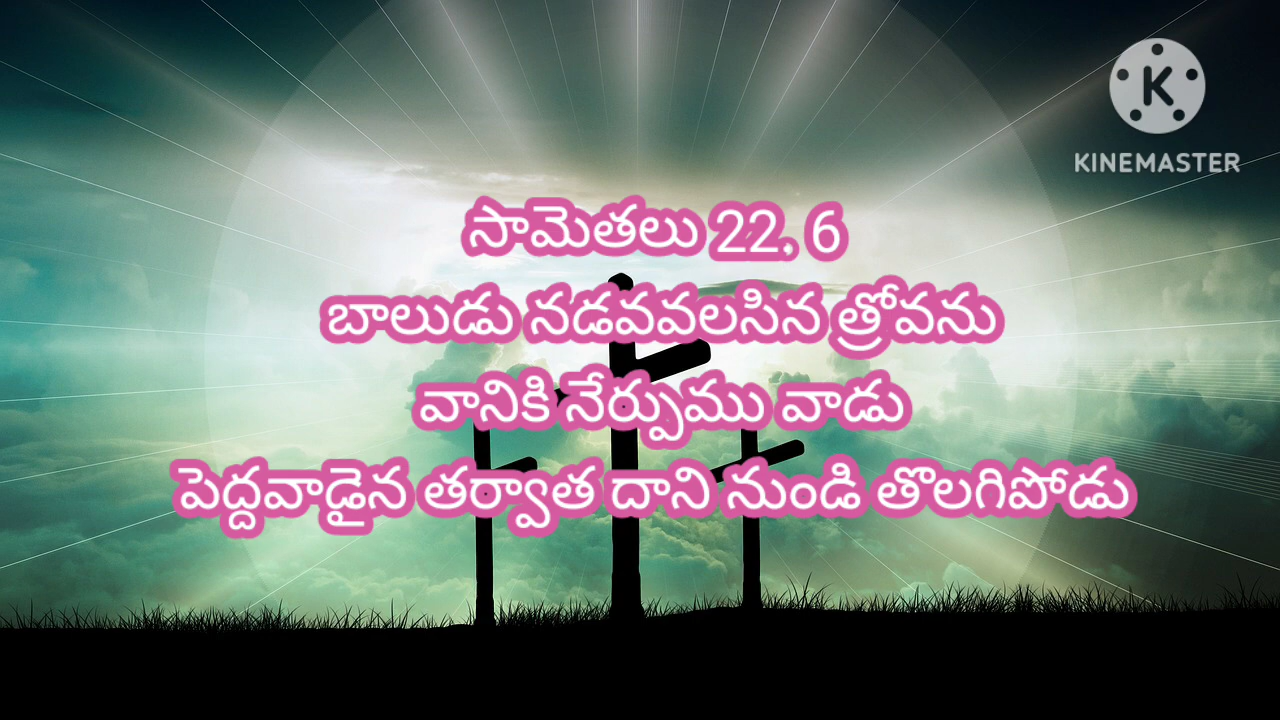 KINEMASTER
సామెతలు 22, 6
బాలుడు నడవవలసిన త్రోవను
వానికి నేర్పుము వాడు
పెద్దవాడైన తర్వాత దాని నుండి తొలగిపోడు